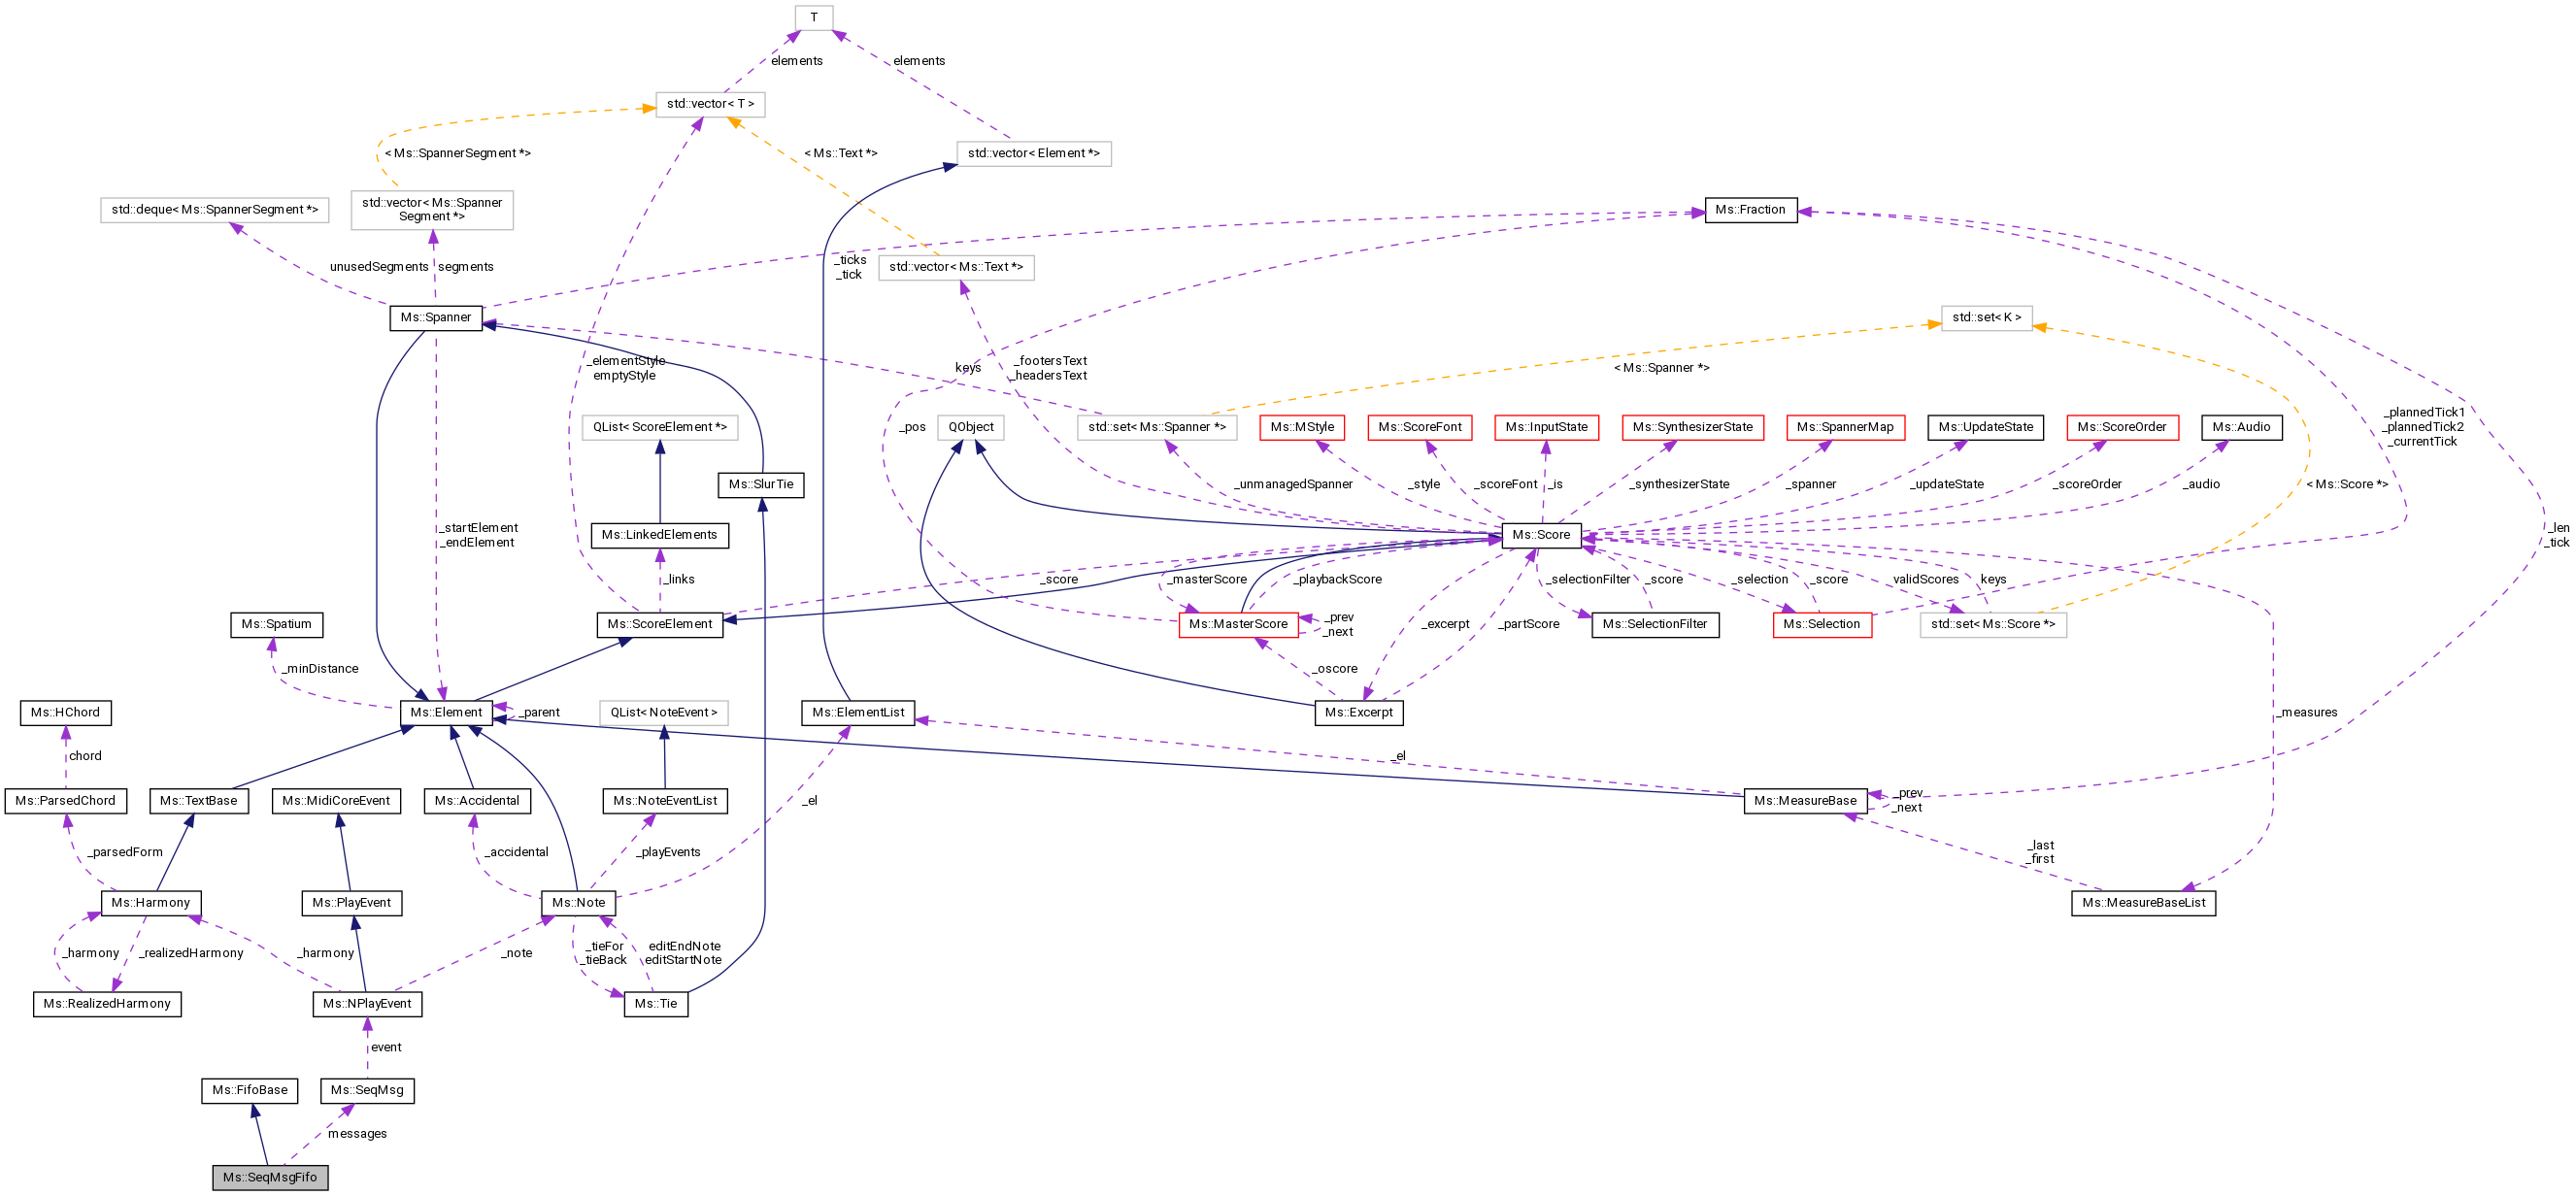 T
elements
elements
std::vector< T >
std::vector< Element * >
< Ms::SpannerSegment * >
< Ms::Text * >
std::deque< Ms::SpannerSegment * >
std::vector< Ms::Spanner
Segment * >
Ms::Fraction
unusedSegments
segments
_ticks
_tick
std::vector< Ms::Text * >
Ms::Spanner
std::set< K >
_elementStyle
emptyStyle
keys
_footersText
_headersText
< Ms::Spanner * >
QList< ScoreElement * >
_pos
QObject
std::set< Ms::Spanner * >
Ms::MStyle
Ms::ScoreFont
Ms::InputState
Ms::SynthesizerState
Ms::SpannerMap
Ms::UpdateState
Ms::ScoreOrder
Ms::Audio
_plannedTick1
_plannedTick2
_currentTick
Ms::SlurTie
_unmanagedSpanner
_style
_scoreFont
_is
_synthesizerState
_spanner
_updateState
_scoreOrder
_audio
< Ms::Score * >
_startElement
_endElement
Ms::LinkedElements
Ms::Score
_len
_tick
_links
_score
_masterScore
_playbackScore
_selectionFilter
_score
_selection
_score
validScores
keys
Ms::Spatium
Ms::ScoreElement
Ms::MasterScore
_prev
_next
_excerpt
_partScore
Ms::SelectionFilter
Ms::Selection
std::set< Ms::Score * >
_minDistance
_oscore
Ms::HChord
Ms::Element
_parent
QList< NoteEvent >
Ms::ElementList
Ms::Excerpt
_measures
chord
_el
Ms::ParsedChord
Ms::TextBase
Ms::MidiCoreEvent
Ms::Accidental
Ms::NoteEventList
_el
Ms::MeasureBase
_prev
_next
_parsedForm
_accidental
_playEvents
_last
_first
Ms::Harmony
Ms::PlayEvent
Ms::Note
Ms::MeasureBaseList
_harmony
_realizedHarmony
_harmony
_note
_tieFor
_tieBack
editEndNote
editStartNote
Ms::RealizedHarmony
Ms::NPlayEvent
Ms::Tie
event
Ms::FifoBase
Ms::SeqMsg
messages
Ms::SeqMsgFifo